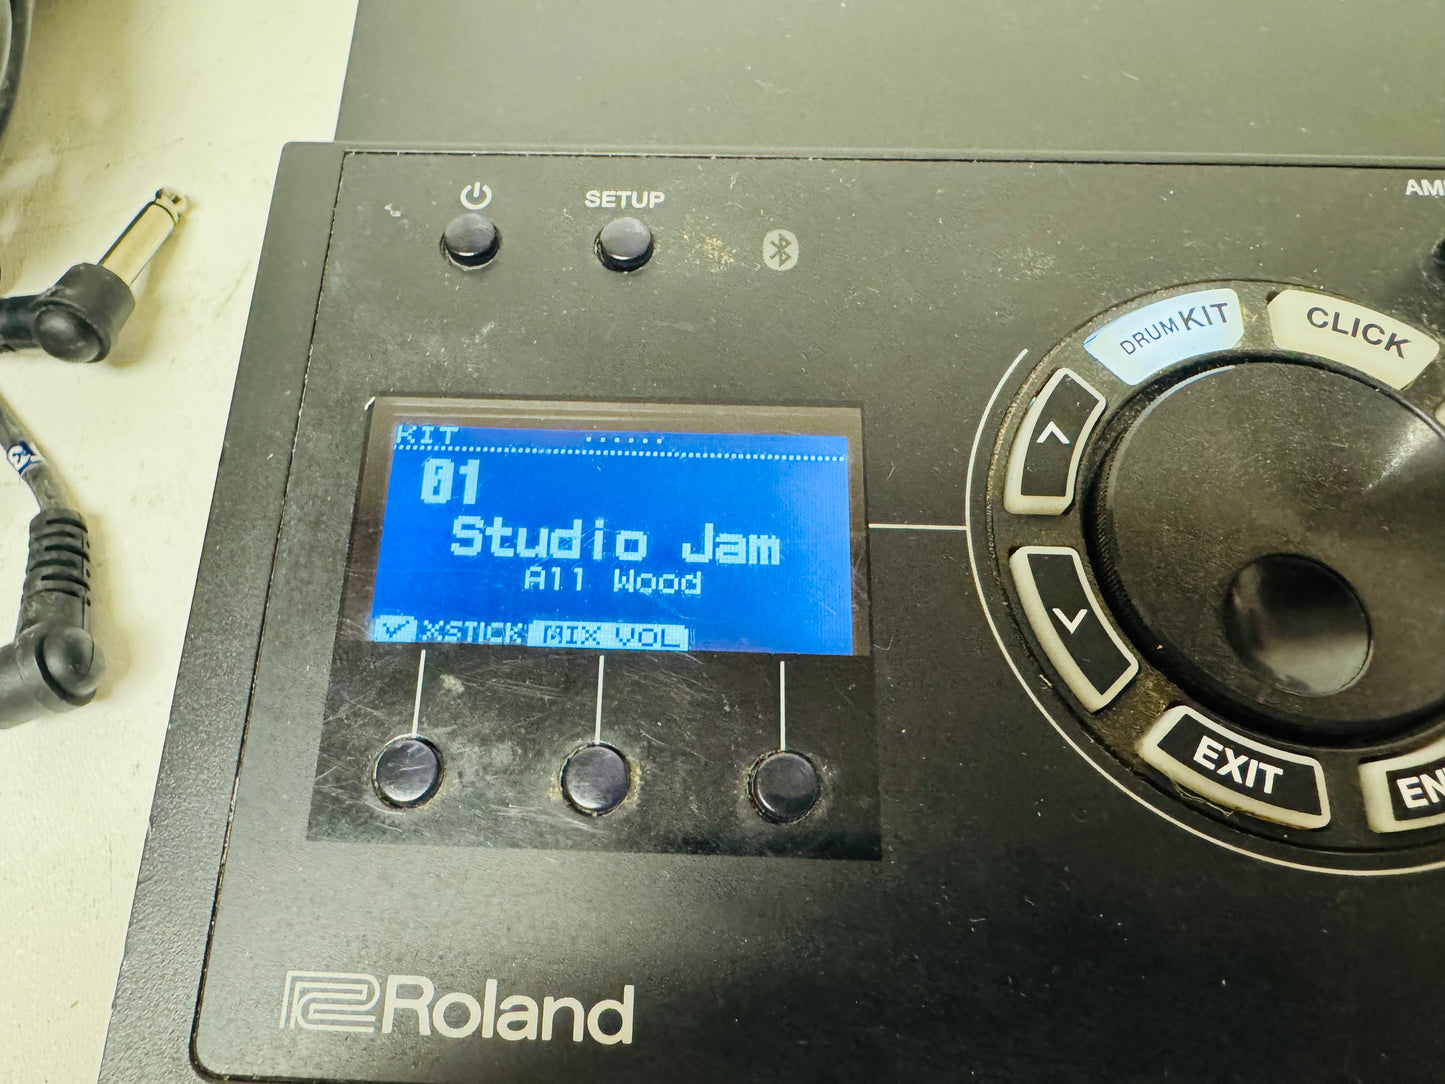 SETUP
DRUM KIT
CLICK
KIT
01
Studio Jam
All Wood
XSTICK MIX VOL
EXIT
Roland